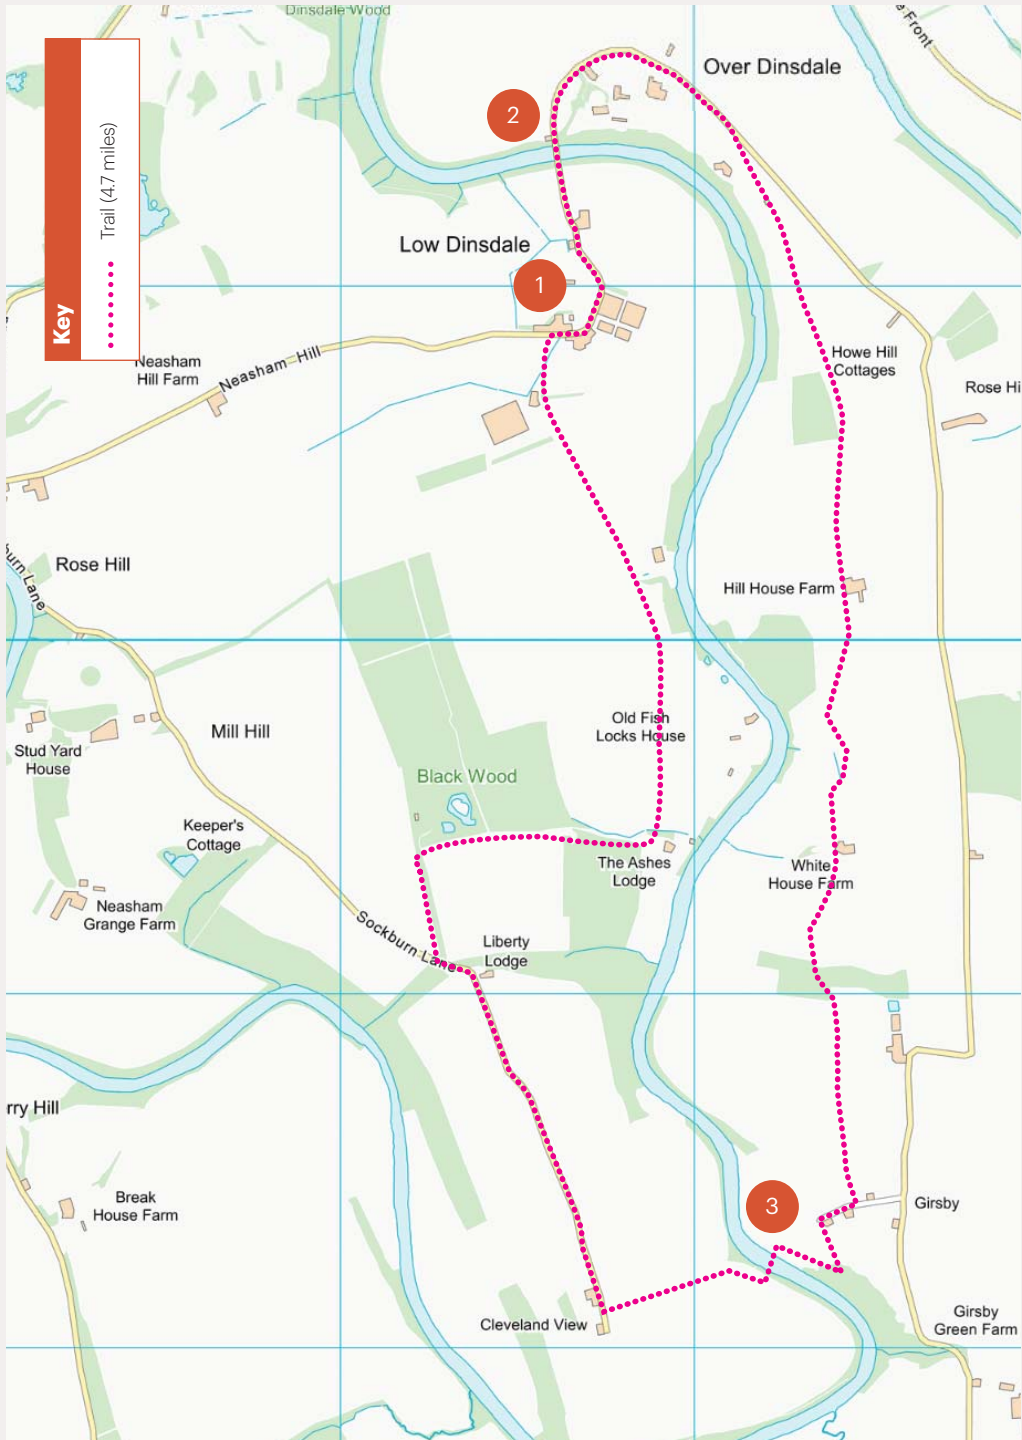 Dinsdale Wood
e Front
Over Dinsdale
Key
Trail (4.7 miles)
2
Low Dinsdale
1
Neasham
Hill Farm
Neasham Hill
Howe Hill
Cottages
Rose Hi
burn Lane
Rose Hill
Hill House Farm
Old Fish
Locks House
Mill Hill
Stud Yard
House
Black Wood
Keeper's
Cottage
The Ashes
Lodge
White
House Farm
Neasham
Grange Farm
Sockburn Lane
Liberty
Lodge
rry Hill
Break
House Farm
3
Girsby
Cleveland View
Girsby
Green Farm